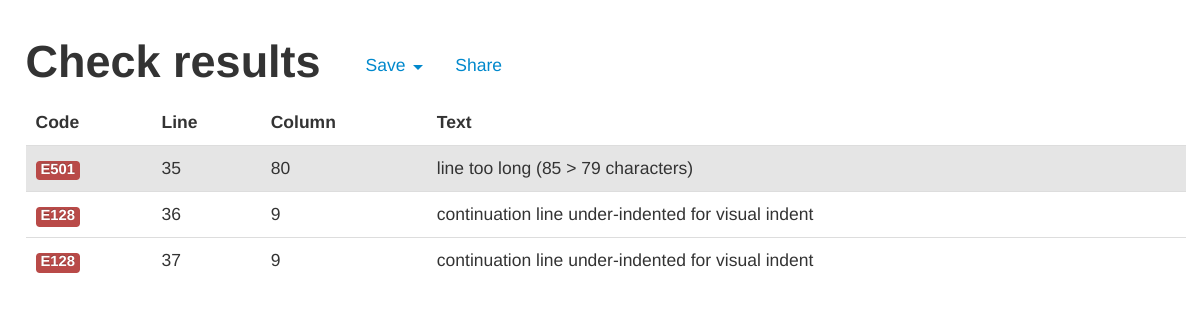 Check results Save Share
Code Line Column Text
E501 35 80 line too long (85 > 79 characters)
E128 36 9 continuation line under-indented for visual indent
E128 37 9 continuation line under-indented for visual indent